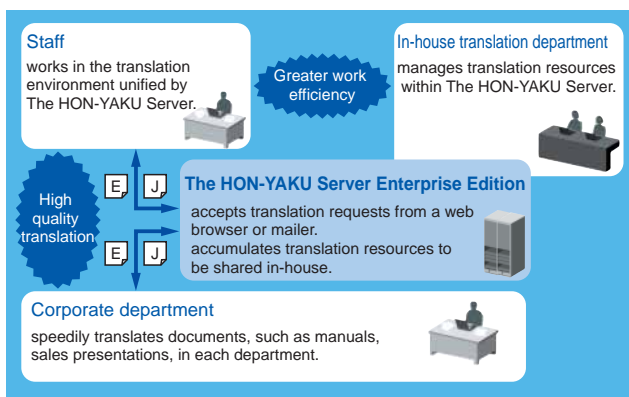 Staff
works in the translation
environment unified by
The HON-YAKU Server.
Greater work
efficiency
In-house translation department
manages translation resources
within The HON-YAKU Server.
High
quality
translation
E
J
E
J
The HON-YAKU Server Enterprise Edition
accepts translation requests from a web
browser or mailer.
accumulates translation resources to
be shared in-house.
Corporate department
speedily translates documents, such as manuals,
sales presentations, in each department.